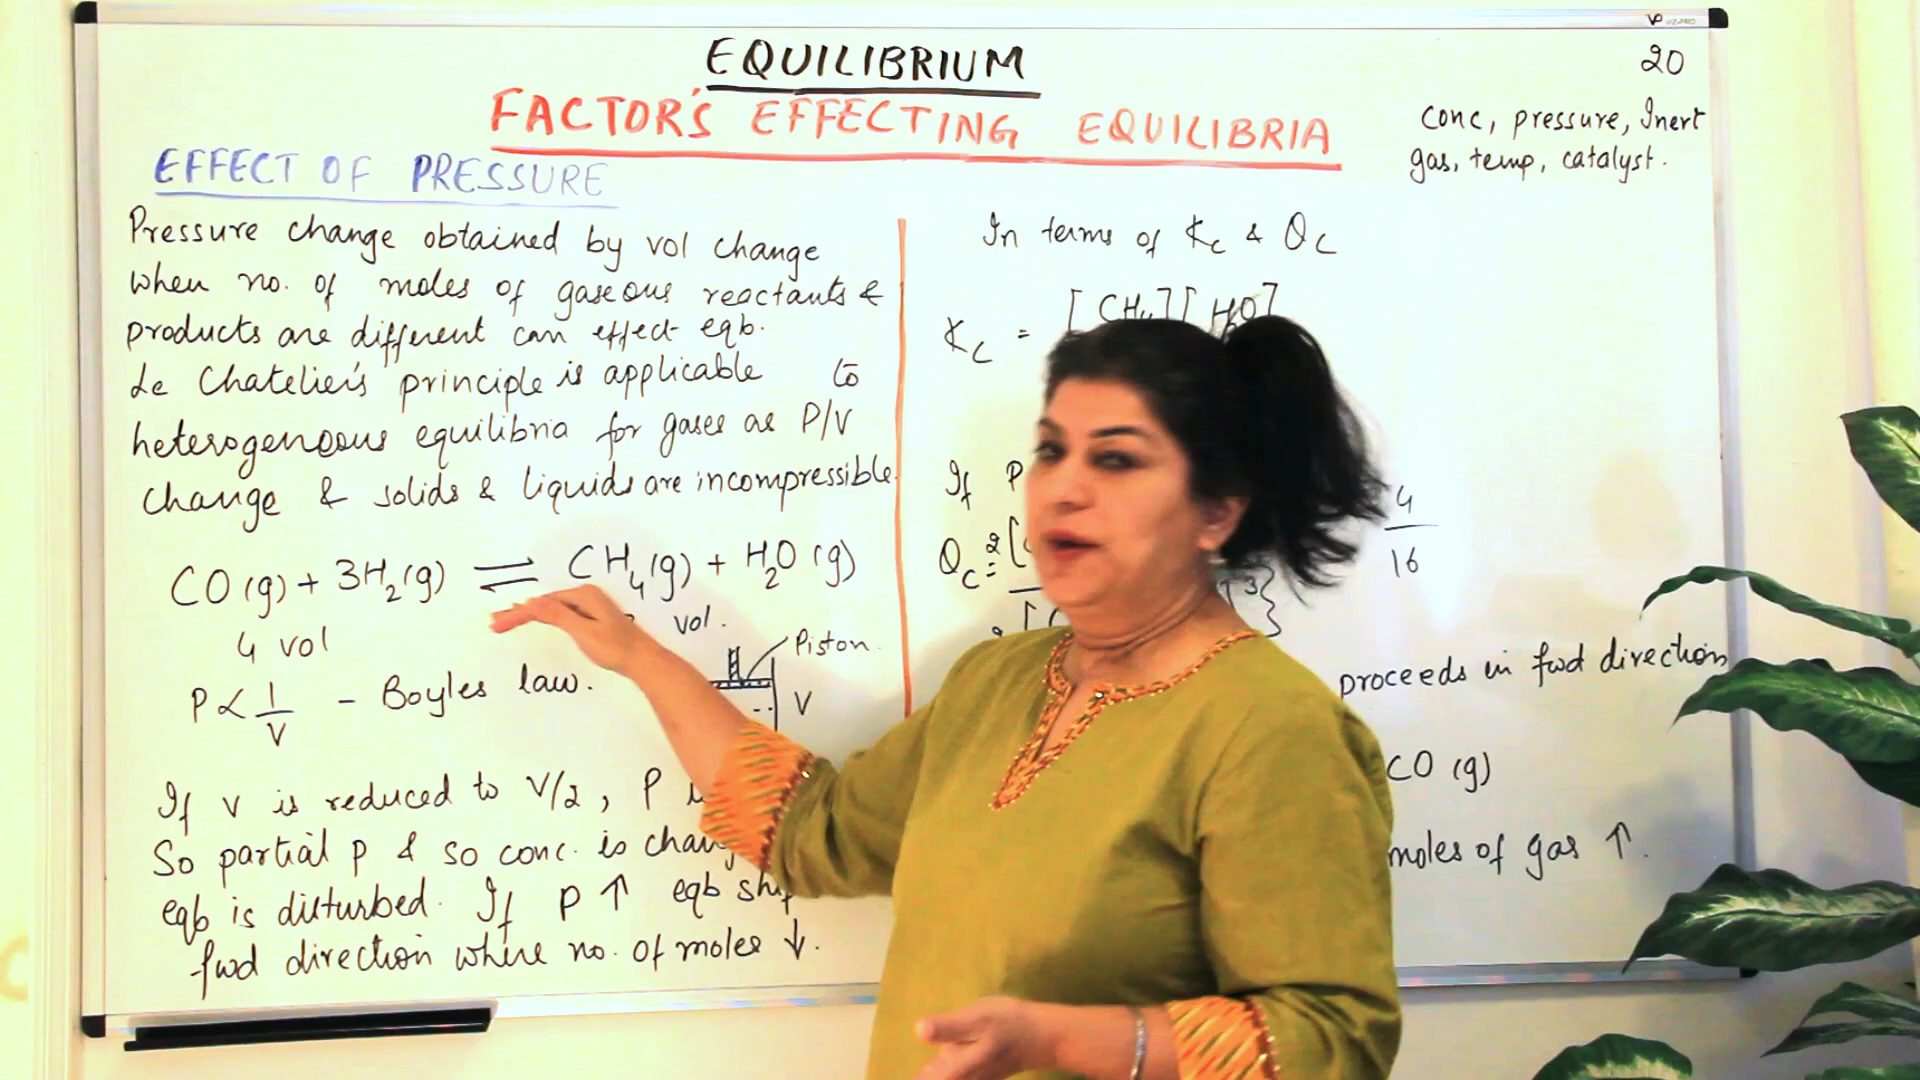 VIZ-PRO
EQUILIBRIUM
20
FACTOR'S EFFECTING EQUILIBRIA
conc, pressure, Inert
gas, temp, catalyst.
EFFECT OF PRESSURE
Pressure change obtained by vol change
when no. of moles of gaseous reactants &
products are different can effect eqb.
Le Chatelier's principle is applicable to
heterogeneous equilibria for gases as P/V
change & solids & liquids are incompressible.
CO(g) + 3H₂(g) ⇌ CH₄(g) + H₂O(g)
4 vol vol.
Piston
P ∝ 1/V - Boyles law.
V
If V is reduced to V/2, P
So partial p & so conc. is
eqb is disturbed. If P ↑ eqb
fwd direction where no. of moles ↓.
In terms of Kc & Qc
Kc = [CH₄][H₂O]
If P
Qc = 2[
4/16
proceeds in fwd direction
CO (g)
moles of gas ↑.